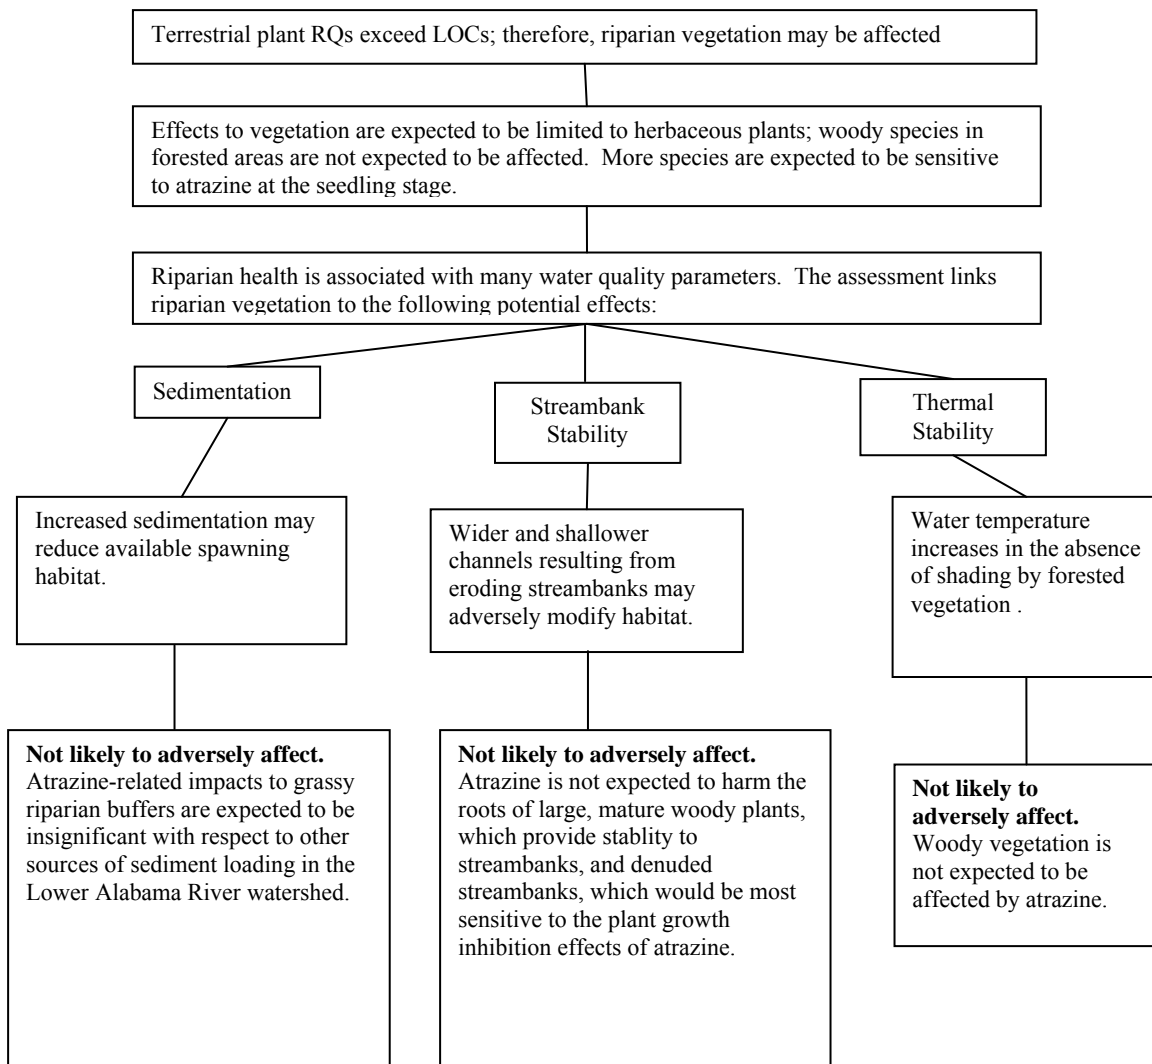 Terrestrial plant RQs exceed LOCs; therefore, riparian vegetation may be affected
Effects to vegetation are expected to be limited to herbaceous plants; woody species in
forested areas are not expected to be affected.  More species are expected to be sensitive
to atrazine at the seedling stage.
Riparian health is associated with many water quality parameters.  The assessment links
riparian vegetation to the following potential effects:
Sedimentation
Streambank
Stability
Thermal
Stability
Increased sedimentation may
reduce available spawning
habitat.
Wider and shallower
channels resulting from
eroding streambanks may
adversely modify habitat.
Water temperature
increases in the absence
of shading by forested
vegetation .
Not likely to adversely affect.
Atrazine-related impacts to grassy
riparian buffers are expected to be
insignificant with respect to other
sources of sediment loading in the
Lower Alabama River watershed.
Not likely to adversely affect.
Atrazine is not expected to harm the
roots of large, mature woody plants,
which provide stablity to
streambanks, and denuded
streambanks, which would be most
sensitive to the plant growth
inhibition effects of atrazine.
Not likely to
adversely affect.
Woody vegetation is
not expected to be
affected by atrazine.